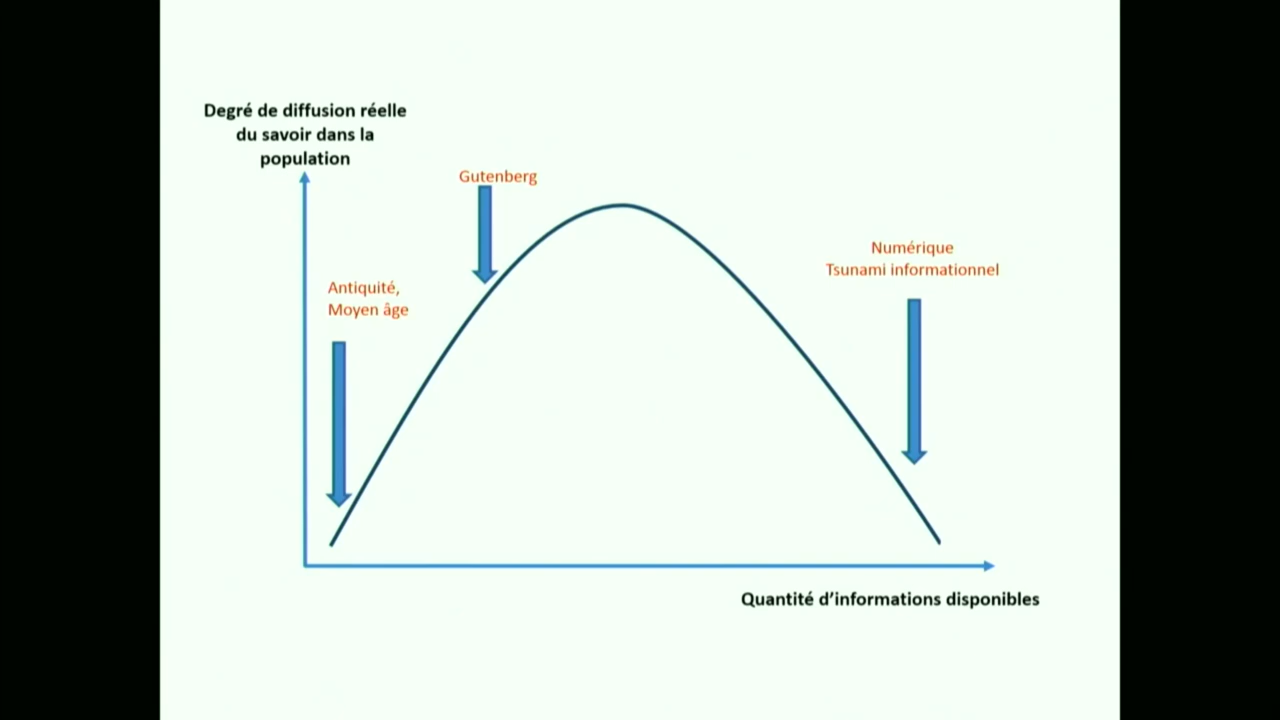 Degré de diffusion réelle
du savoir dans la
population
Gutenberg
Numérique
Tsunami informationnel
Antiquité,
Moyen âge
Quantité d’informations disponibles